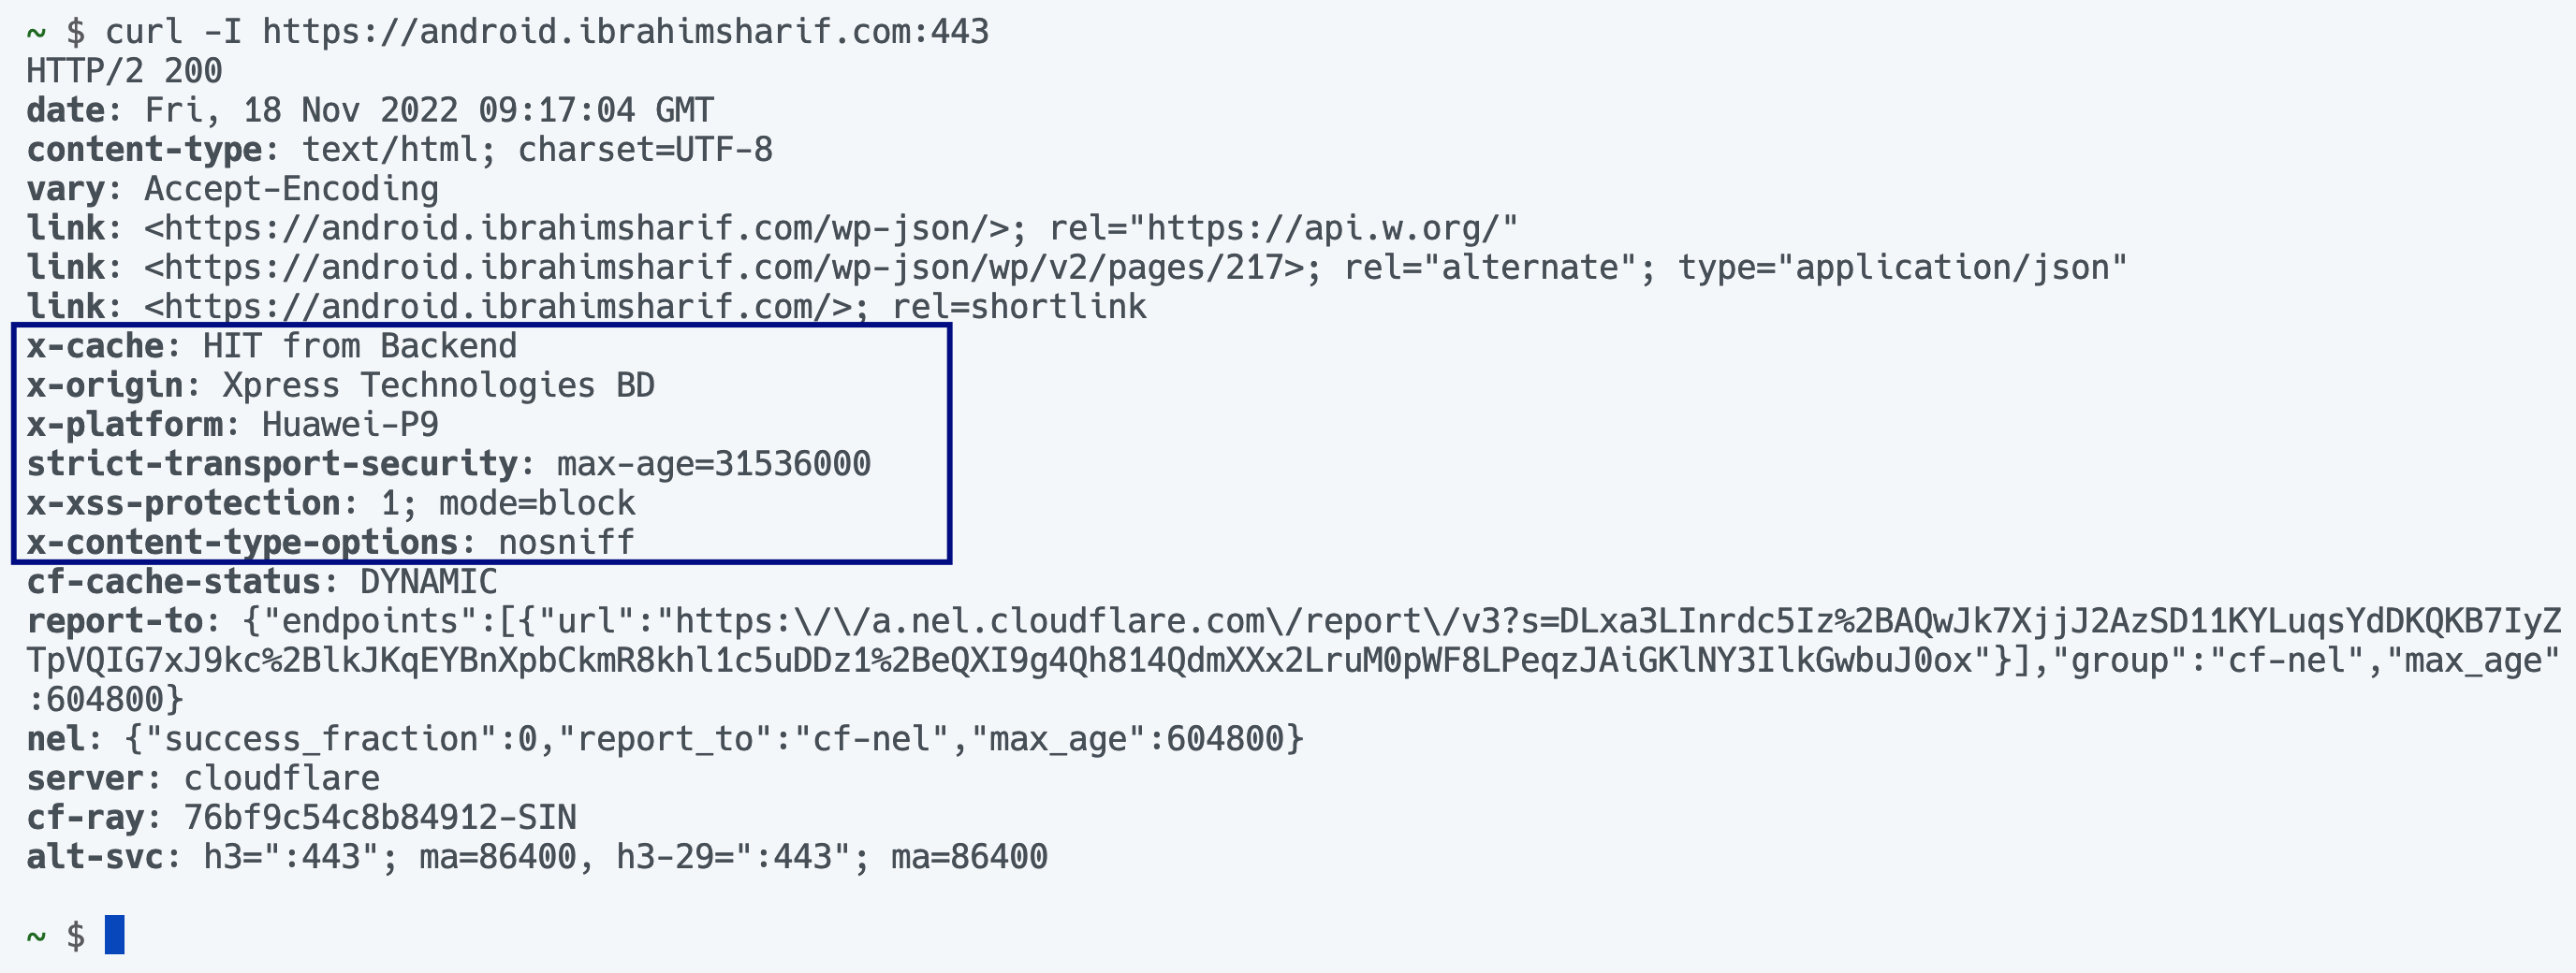 ~ $ curl -I https://android.ibrahimsharif.com:443
HTTP/2 200
date: Fri, 18 Nov 2022 09:17:04 GMT
content-type: text/html; charset=UTF-8
vary: Accept-Encoding
link: <https://android.ibrahimsharif.com/wp-json/>; rel="https://api.w.org/"
link: <https://android.ibrahimsharif.com/wp-json/wp/v2/pages/217>; rel="alternate"; type="application/json"
link: <https://android.ibrahimsharif.com/>; rel=shortlink
x-cache: HIT from Backend
x-origin: Xpress Technologies BD
x-platform: Huawei-P9
strict-transport-security: max-age=31536000
x-xss-protection: 1; mode=block
x-content-type-options: nosniff
cf-cache-status: DYNAMIC
report-to: {"endpoints":[{"url":"https:\/\/a.nel.cloudflare.com\/report\/v3?s=DLxa3LInrdc5Iz%2BAQwJk7XjjJ2AzSD11KYLuqsYdDKQKB7IyZ
TpVQIG7xJ9kc%2BlkJKqEYBnXpbCkmR8khl1c5uDDz1%2BeQXI9g4Qh814QdmXXx2LruM0pWF8LPeqzJAiGKlNY3IlkGwbuJ0ox"}],"group":"cf-nel","max_age"
:604800}
nel: {"success_fraction":0,"report_to":"cf-nel","max_age":604800}
server: cloudflare
cf-ray: 76bf9c54c8b84912-SIN
alt-svc: h3=":443"; ma=86400, h3-29=":443"; ma=86400
~ $